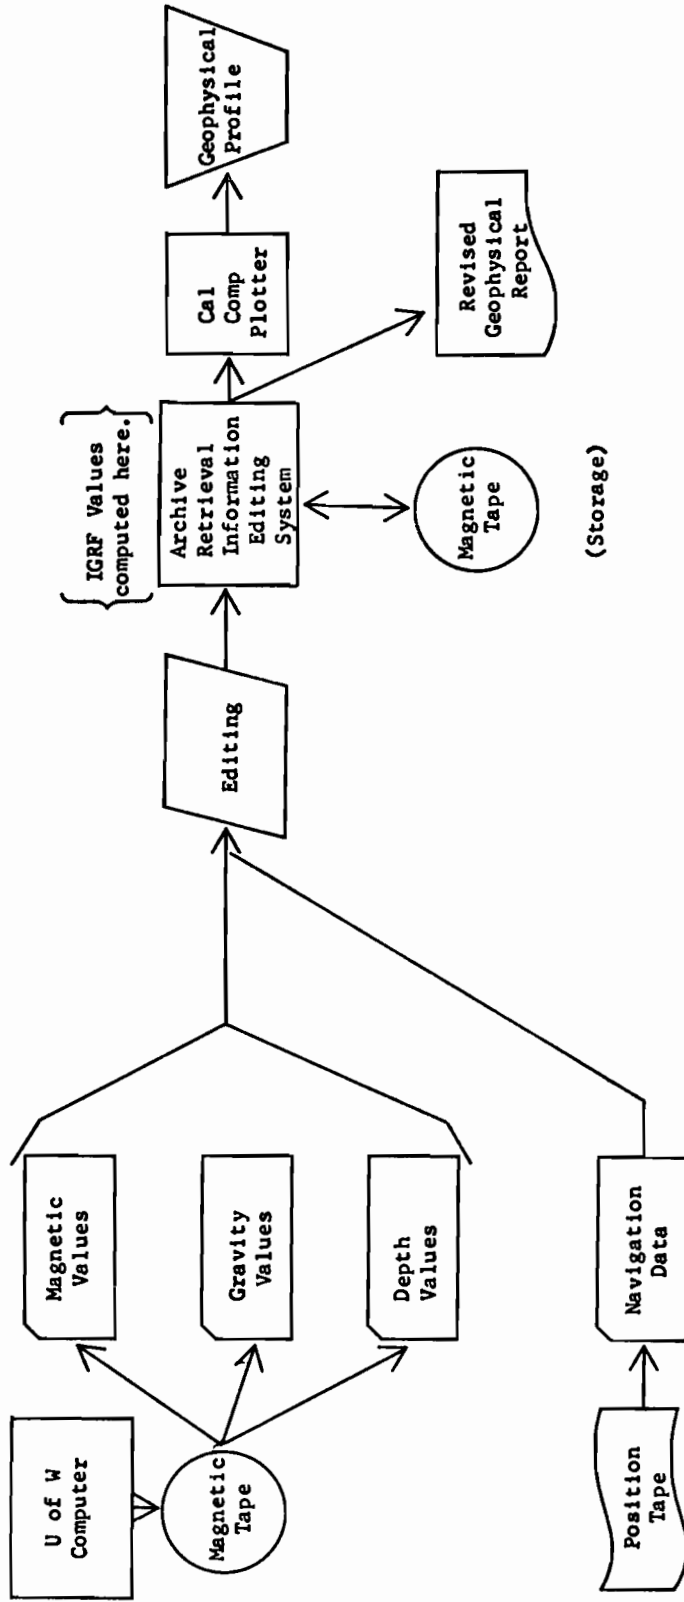 U of W
Computer
Magnetic
Tape
Magnetic
Values
Gravity
Values
Depth
Values
Position
Tape
Navigation
Data
Editing
IGRF Values
computed here.
Archive
Retrieval
Information
Editing
System
Magnetic
Tape
(Storage)
Cal
Comp
Plotter
Geophysical
Profile
Revised
Geophysical
Report